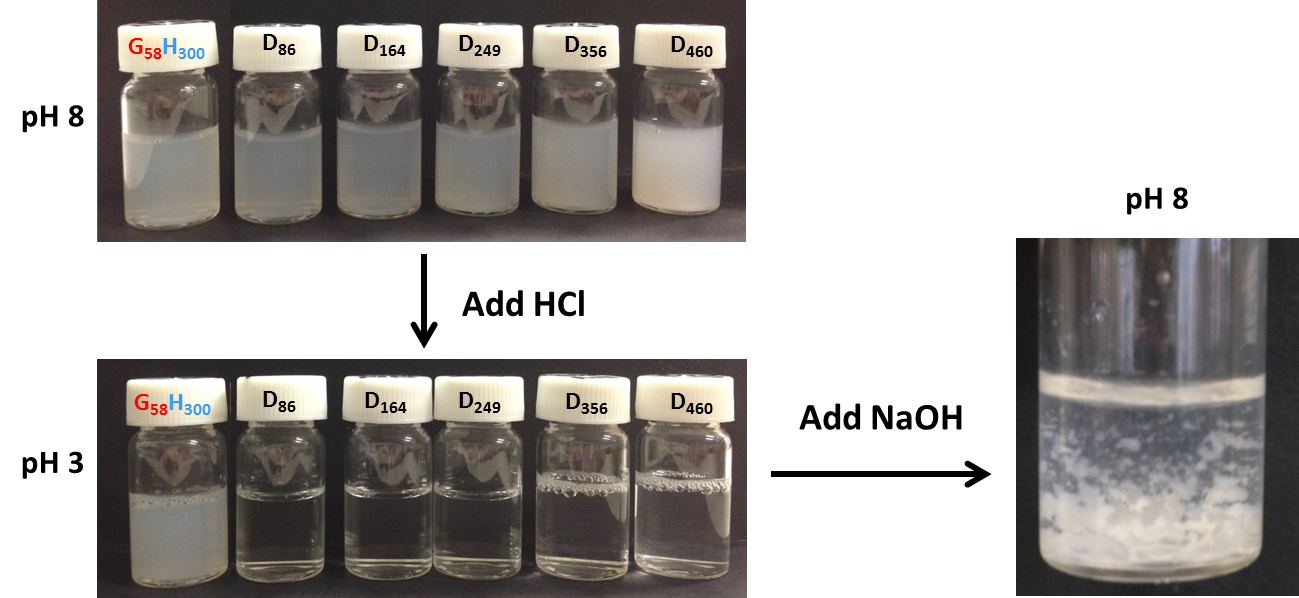 G58H300 D86 D164 D249 D356 D460
pH 8
Add HCl
G58H300 D86 D164 D249 D356 D460
pH 3
Add NaOH
pH 8